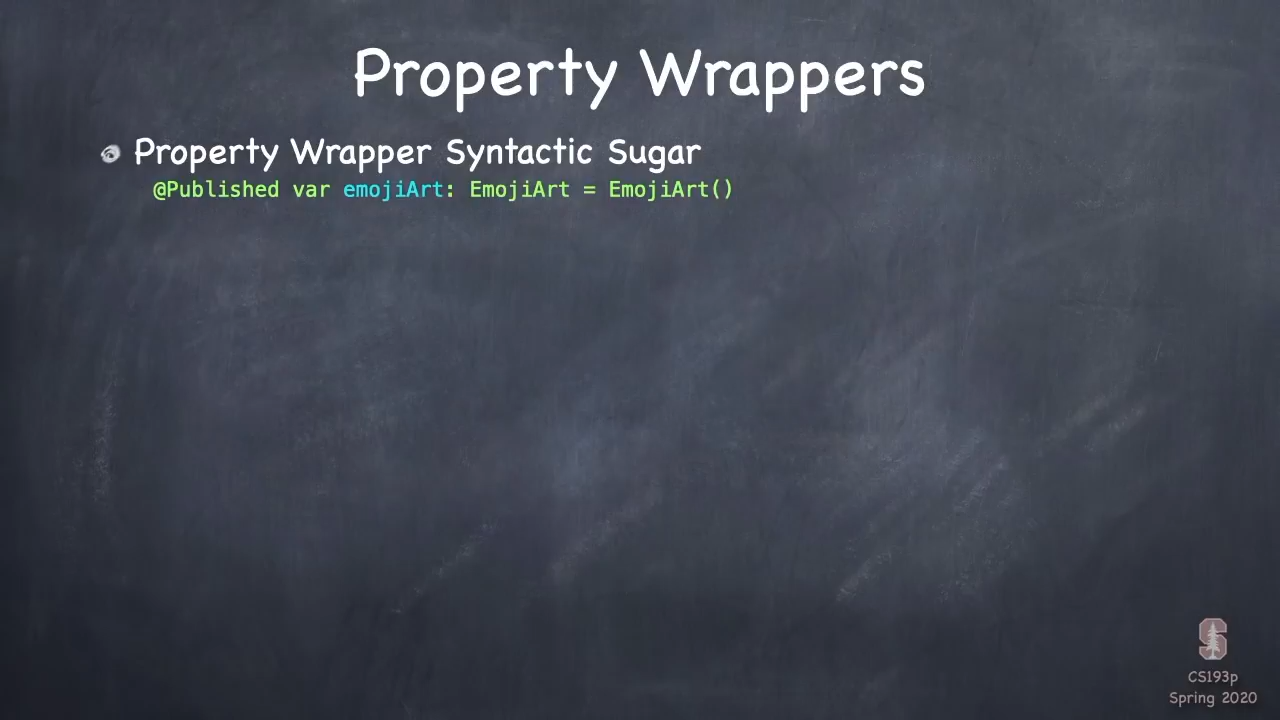 Property Wrappers
Property Wrapper Syntactic Sugar
@Published var emojiArt: EmojiArt = EmojiArt()
S
CS193p
Spring 2020